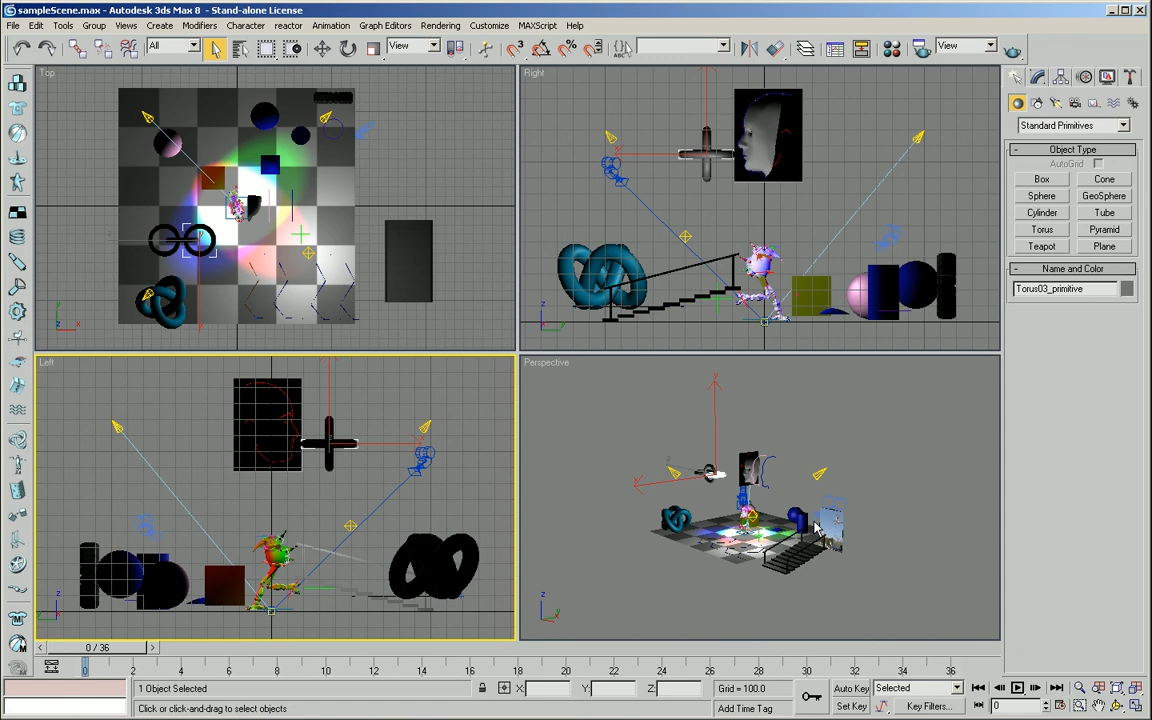 sampleScene.max - Autodesk 3ds Max 8 - Stand-alone License
File Edit Tools Group Views Create Modifiers Character reactor Animation Graph Editors Rendering Customize MAXScript Help
All View View
Top
Right
Left
Perspective
Standard Primitives
- Object Type
AutoGrid
Box Cone
Sphere GeoSphere
Cylinder Tube
Torus Pyramid
Teapot Plane
- Name and Color
Torus03_primitive
< 0 / 36 >
0 2 4 6 8 10 12 14 16 18 20 22 24 26 28 30 32 34 36
1 Object Selected X: Y: Z: Grid = 100.0 Auto Key Selected
Click or click-and-drag to select objects Add Time Tag Set Key Key Filters... 0